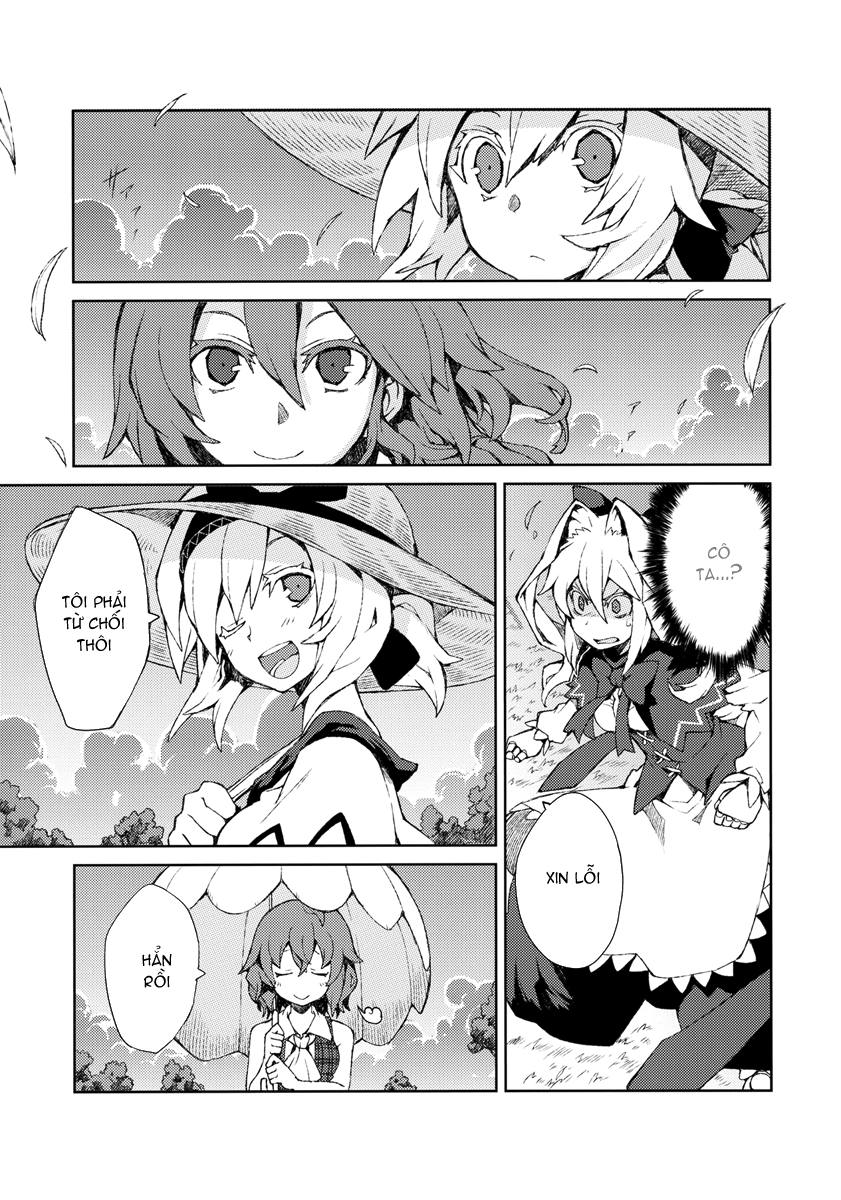 CÔ
TA...?
XIN LỖI
TÔI PHẢI
TỪ CHỐI
THÔI
HẲN
RỒI